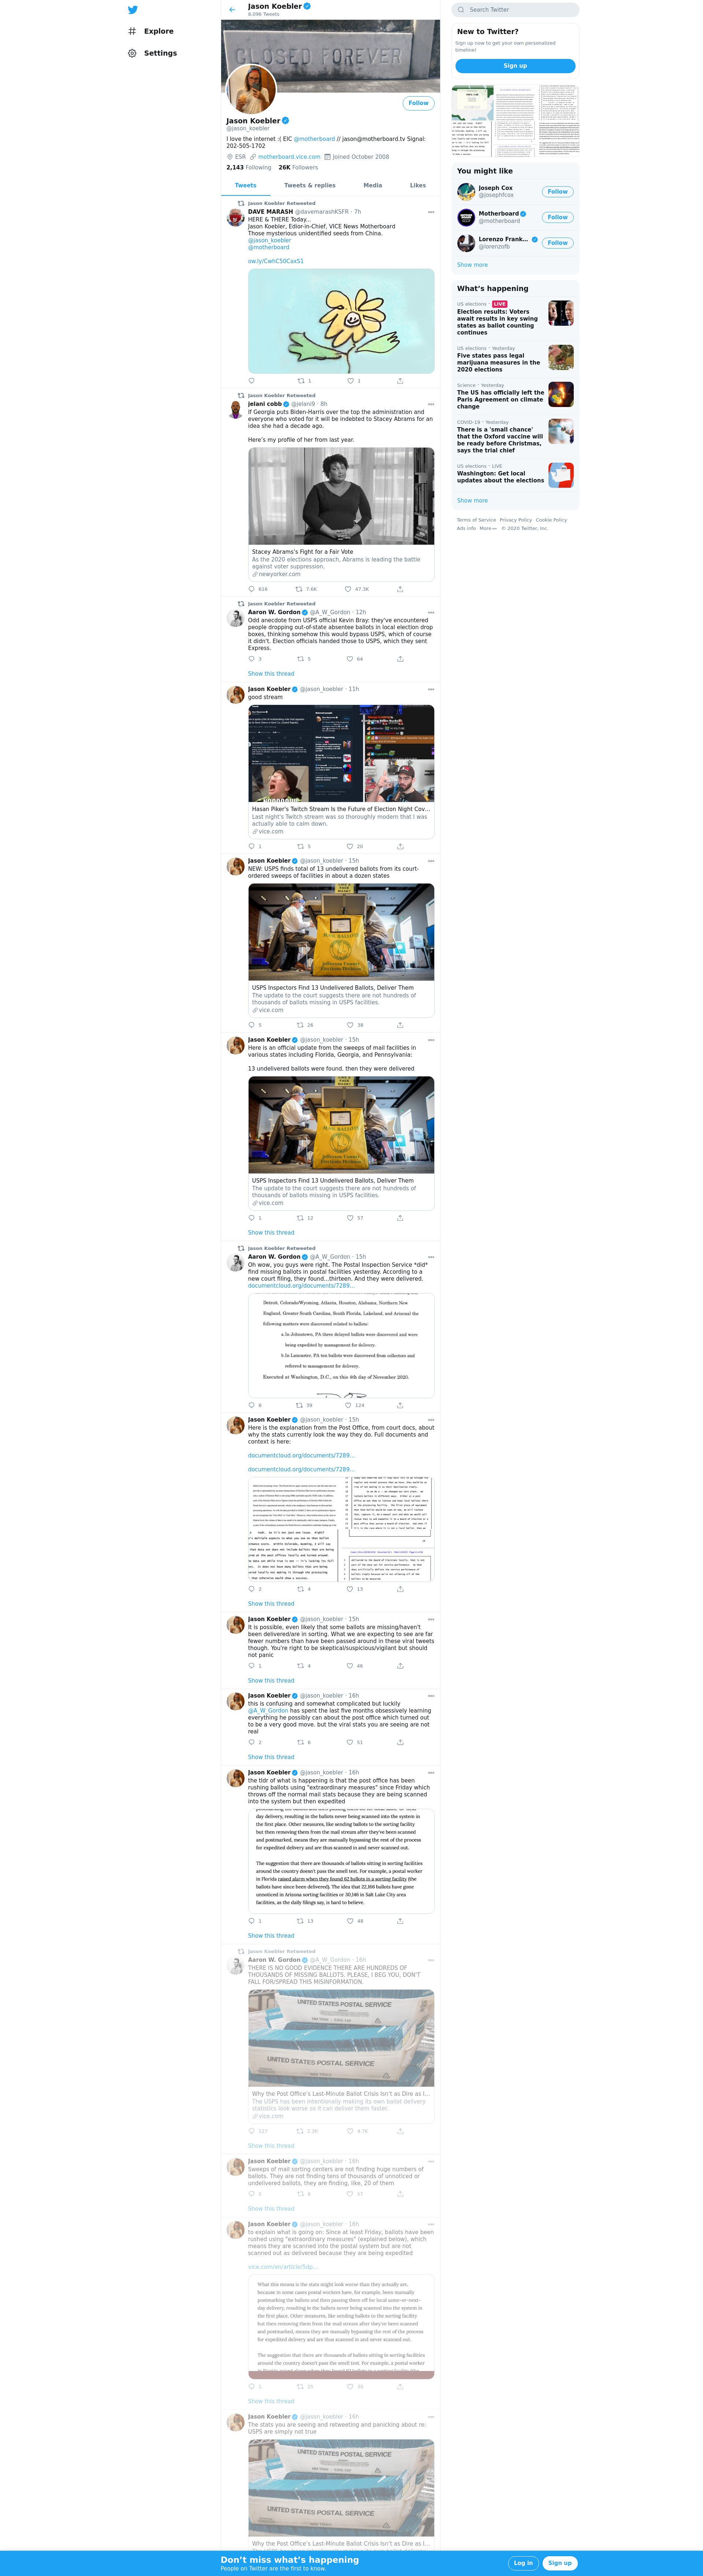 Jason Koebler
8,096 Tweets
Search Twitter
Explore
Settings
CLOSED FOREVER
Follow
Jason Koebler
@jason_koebler
I love the internet :( EIC @motherboard // jason@motherboard.tv Signal:
202-505-1702
ESR motherboard.vice.com Joined October 2008
2,143 Following 26K Followers
Tweets Tweets & replies Media Likes
Jason Koebler Retweeted
DAVE MARASH @davemarashKSFR · 7h
HERE & THERE Today...
Jason Koebler, Edior-in-Chief, VICE News Motherboard
Those mysterious unidentified seeds from China.
@jason_koebler
@motherboard
ow.ly/CwhC50CaxS1
1 1
Jason Koebler Retweeted
jelani cobb @jelani9 · 8h
If Georgia puts Biden-Harris over the top the administration and
everyone who voted for it will be indebted to Stacey Abrams for an
idea she had a decade ago.
Here's my profile of her from last year.
Stacey Abrams's Fight for a Fair Vote
As the 2020 elections approach, Abrams is leading the battle
against voter suppression.
newyorker.com
616 7.6K 47.3K
Jason Koebler Retweeted
Aaron W. Gordon @A_W_Gordon · 12h
Odd anecdote from USPS official Kevin Bray: they've encountered
people dropping out-of-state absentee ballots in local election drop
boxes, thinking somehow this would bypass USPS, which of course
it didn't. Election officials handed those to USPS, which they sent
Express.
3 5 64
Show this thread
Jason Koebler @jason_koebler · 11h
good stream
Hasan Piker's Twitch Stream Is the Future of Election Night Cov...
Last night's Twitch stream was so thoroughly modern that I was
actually able to calm down.
vice.com
1 5 20
Jason Koebler @jason_koebler · 15h
NEW: USPS finds total of 13 undelivered ballots from its court-
ordered sweeps of facilities in about a dozen states
USPS Inspectors Find 13 Undelivered Ballots, Deliver Them
The update to the court suggests there are not hundreds of
thousands of ballots missing in USPS facilities.
vice.com
5 26 38
Jason Koebler @jason_koebler · 15h
Here is an official update from the sweeps of mail facilities in
various states including Florida, Georgia, and Pennsylvania:
13 undelivered ballots were found. then they were delivered
USPS Inspectors Find 13 Undelivered Ballots, Deliver Them
The update to the court suggests there are not hundreds of
thousands of ballots missing in USPS facilities.
vice.com
1 12 57
Show this thread
Jason Koebler Retweeted
Aaron W. Gordon @A_W_Gordon · 15h
Oh wow, you guys were right. The Postal Inspection Service *did*
find missing ballots in postal facilities yesterday. According to a
new court filing, they found...thirteen. And they were delivered.
documentcloud.org/documents/7289...
Detroit, Colorado/Wyoming, Atlanta, Houston, Alabama, Northern New
England, Greater South Carolina, South Florida, Lakeland, and Arizona) the
following matters were discovered related to ballots:
a. In Johnstown, PA three delayed ballots were discovered and were
being expedited by management for delivery.
b. In Lancaster, PA ten ballots were discovered from collectors and
referred to management for delivery.
Executed at Washington, D.C., on this 4th day of November 2020.
6 39 124
Jason Koebler @jason_koebler · 15h
Here is the explanation from the Post Office, from court docs, about
why the stats currently look the way they do. Full documents and
context is here:
documentcloud.org/documents/7289...
documentcloud.org/documents/7289...
2 4 13
Show this thread
Jason Koebler @jason_koebler · 15h
It is possible, even likely that some ballots are missing/haven't
been delivered/are in sorting. What we are expecting to see are far
fewer numbers than have been passed around in these viral tweets
though. You're right to be skeptical/suspicious/vigilant but should
not panic
1 4 46
Show this thread
Jason Koebler @jason_koebler · 16h
this is confusing and somewhat complicated but luckily
@A_W_Gordon has spent the last five months obsessively learning
everything he possibly can about the post office which turned out
to be a very good move. but the viral stats you are seeing are not
real
2 6 51
Show this thread
Jason Koebler @jason_koebler · 16h
the tldr of what is happening is that the post office has been
rushing ballots using "extraordinary measures" since Friday which
throws off the normal mail stats because they are being scanned
into the system but then expedited
day delivery, resulting in the ballots never being scanned into the system in
the first place. Other measures, like sending ballots to the sorting facility
but then removing them from the mail stream after they've been scanned
and postmarked, means they are manually bypassing the rest of the process
for expedited delivery and are thus scanned in and never scanned out.
The suggestion that there are thousands of ballots sitting in sorting facilities
around the country doesn't pass the smell test. For example, a postal worker
in Florida raised alarm when they found 62 ballots in a sorting facility (the
ballots have since been delivered). The idea that 22,166 ballots have gone
unnoticed in Arizona sorting facilities or 30,146 in Salt Lake City area
facilities, as the daily filings say, is hard to believe.
1 13 48
Show this thread
Jason Koebler Retweeted
Aaron W. Gordon @A_W_Gordon · 16h
THERE IS NO GOOD EVIDENCE THERE ARE HUNDREDS OF
THOUSANDS OF MISSING BALLOTS. PLEASE, I BEG YOU, DON'T
FALL FOR/SPREAD THIS MISINFORMATION.
UNITED STATES POSTAL SERVICE
UNITED STATES POSTAL SERVICE
Why the Post Office's Last-Minute Ballot Crisis Isn't as Dire as I...
The USPS has been intentionally making its own ballot delivery
statistics look worse so it can deliver them faster.
vice.com
127 3.3K 4.7K
Show this thread
Jason Koebler @jason_koebler · 16h
Sweeps of mail sorting centers are not finding huge numbers of
ballots. They are not finding tens of thousands of unnoticed or
undelivered ballots, they are finding, like, 20 of them
Show this thread
Jason Koebler @jason_koebler · 16h
to explain what is going on: Since at least Friday, ballots have been
rushed using "extraordinary measures" (explained below), which
means they are scanned into the postal system but are not
scanned out as delivered because they are being expedited
vice.com/en/article/5dp...
What this means is the stats might look worse than they actually are,
because in some cases postal workers have, for example, been manually
postmarking the ballots and then passing them off for local same-or-next-
day delivery, resulting in the ballots never being scanned into the system in
the first place. Other measures, like sending ballots to the sorting facility
but then removing them from the mail stream after they've been scanned
and postmarked, means they are manually bypassing the rest of the process
for expedited delivery and are thus scanned in and never scanned out.
The suggestion that there are thousands of ballots sitting in sorting facilities
around the country doesn't pass the smell test. For example, a postal worker
Show this thread
Jason Koebler @jason_koebler · 16h
The stats you are seeing and retweeting and panicking about re:
USPS are simply not true
UNITED STATES POSTAL SERVICE
UNITED STATES POSTAL SERVICE
Why the Post Office's Last-Minute Ballot Crisis Isn't as Dire as I...
New to Twitter?
Sign up now to get your own personalized
timeline!
Sign up
You might like
Joseph Cox
@josephfcox
Follow
Motherboard
@motherboard
Follow
Lorenzo Frank...
@lorenzofb
Follow
Show more
What's happening
US elections · LIVE
Election results: Voters
await results in key swing
states as ballot counting
continues
US elections · Yesterday
Five states pass legal
marijuana measures in the
2020 elections
Science · Yesterday
The US has officially left the
Paris Agreement on climate
change
COVID-19 · Yesterday
There is a 'small chance'
that the Oxford vaccine will
be ready before Christmas,
says the trial chief
US elections · LIVE
Washington: Get local
updates about the elections
Show more
Terms of Service Privacy Policy Cookie Policy
Ads info More © 2020 Twitter, Inc.
Don't miss what's happening
People on Twitter are the first to know.
Log in
Sign up